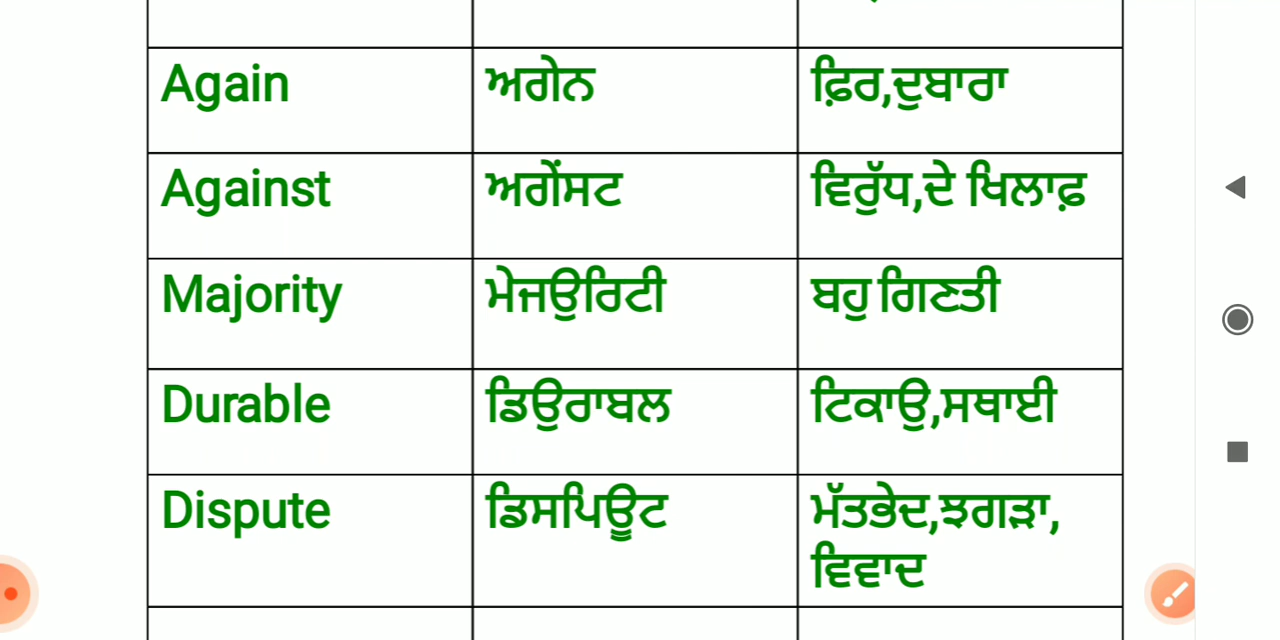 Again ਅਗੇਨ ਫ਼ਿਰ,ਦੁਬਾਰਾ
Against ਅਗੇਂਸਟ ਵਿਰੁੱਧ,ਦੇ ਖਿਲਾਫ਼
Majority ਮੇਜਉਰਿਟੀ ਬਹੁ ਗਿਣਤੀ
Durable ਡਿਉਰਾਬਲ ਟਿਕਾਉ,ਸਥਾਈ
Dispute ਡਿਸਪਿਊਟ ਮੱਤਭੇਦ,ਝਗੜਾ,
ਵਿਵਾਦ